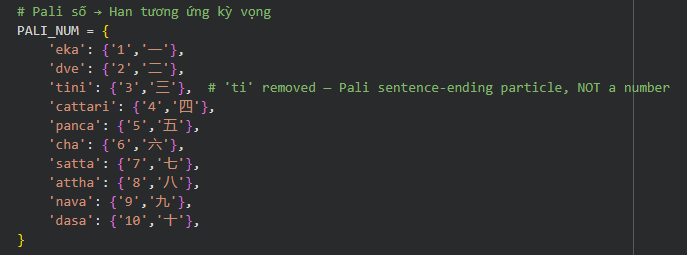 # Pali số → Han tương ứng kỳ vọng
PALI_NUM = {
    'eka': {'1','一'},
    'dve': {'2','二'},
    'tini': {'3','三'},  # 'ti' removed — Pali sentence-ending particle, NOT a number
    'cattari': {'4','四'},
    'panca': {'5','五'},
    'cha': {'6','六'},
    'satta': {'7','七'},
    'attha': {'8','八'},
    'nava': {'9','九'},
    'dasa': {'10','十'},
}